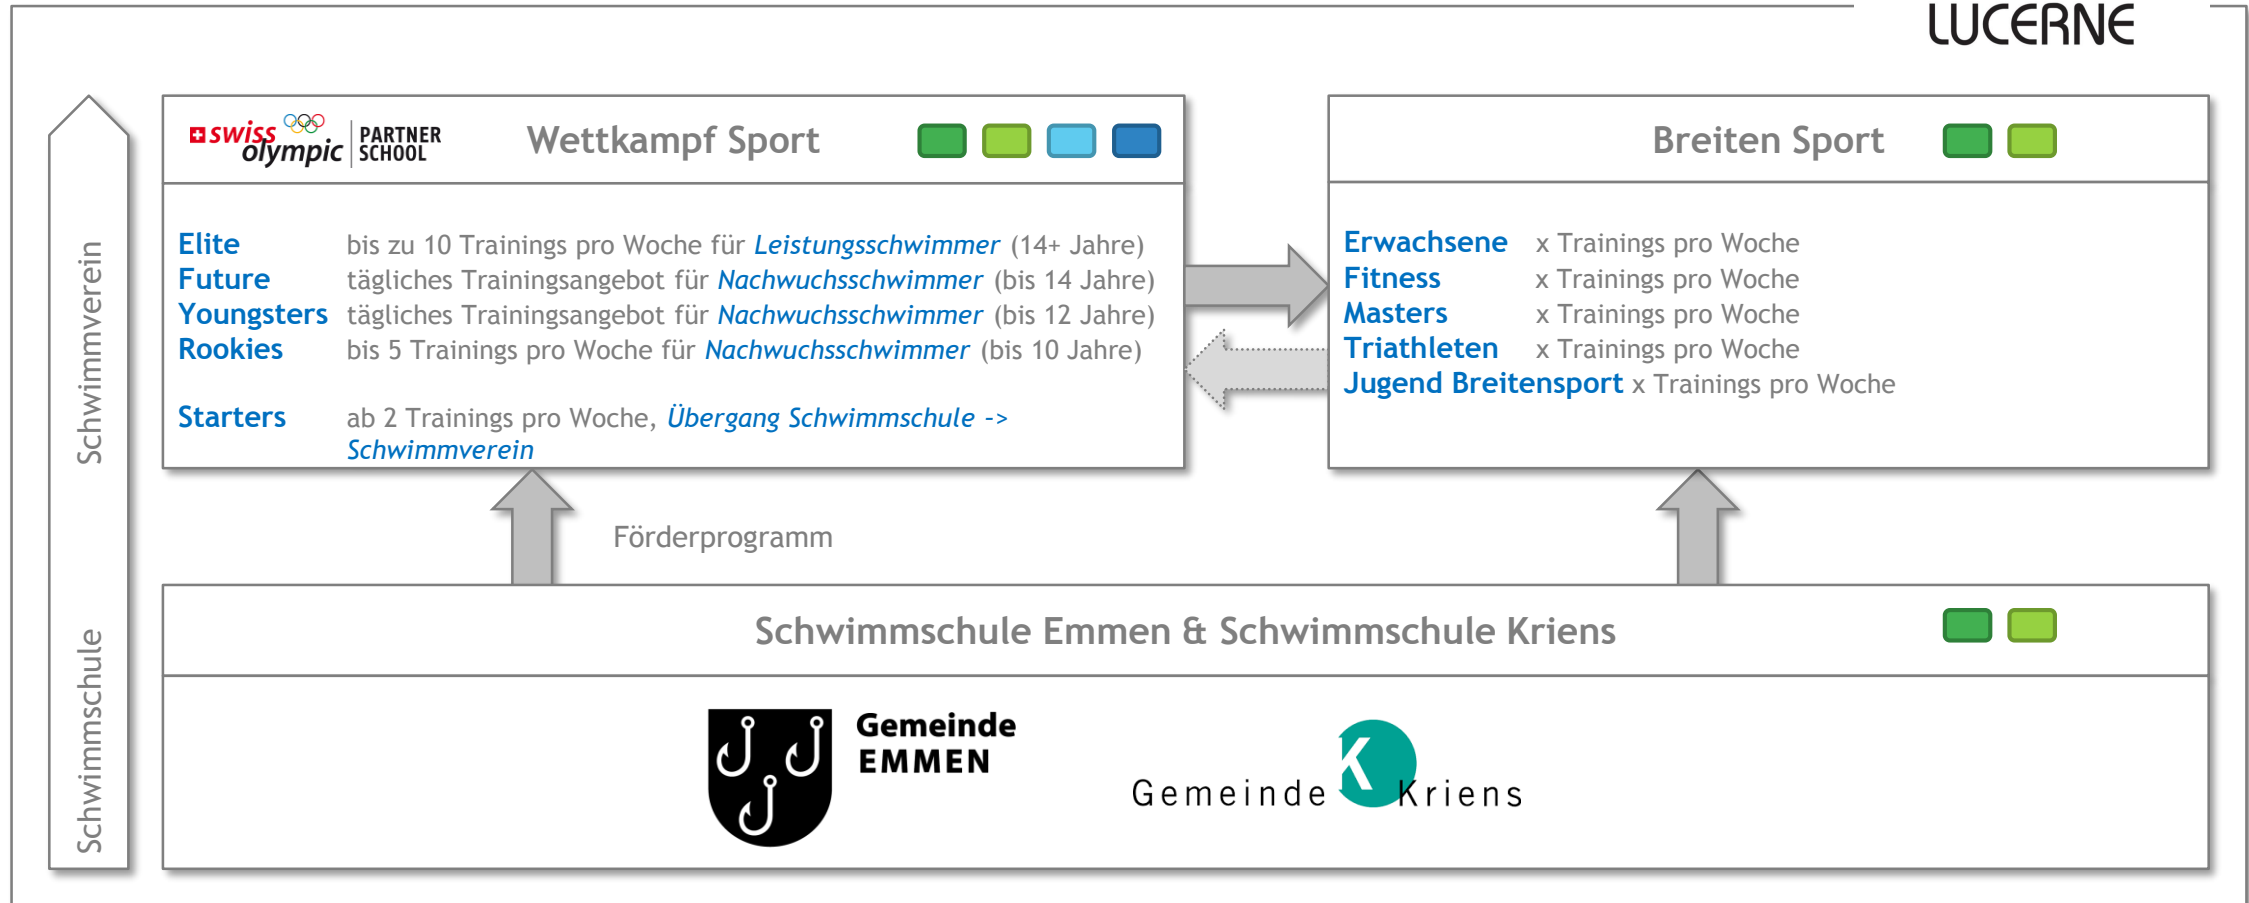 LUCERNE
swiss olympic PARTNER SCHOOL
Wettkampf Sport
Elite bis zu 10 Trainings pro Woche für Leistungsschwimmer (14+ Jahre)
Future tägliches Trainingsangebot für Nachwuchsschwimmer (bis 14 Jahre)
Youngsters tägliches Trainingsangebot für Nachwuchsschwimmer (bis 12 Jahre)
Rookies bis 5 Trainings pro Woche für Nachwuchsschwimmer (bis 10 Jahre)
Starters ab 2 Trainings pro Woche, Übergang Schwimmschule ->
Schwimmverein
Breiten Sport
Erwachsene x Trainings pro Woche
Fitness x Trainings pro Woche
Masters x Trainings pro Woche
Triathleten x Trainings pro Woche
Jugend Breitensport x Trainings pro Woche
Schwimmverein
Förderprogramm
Schwimmschule
Schwimmschule Emmen & Schwimmschule Kriens
Gemeinde
EMMEN
Gemeinde K Kriens